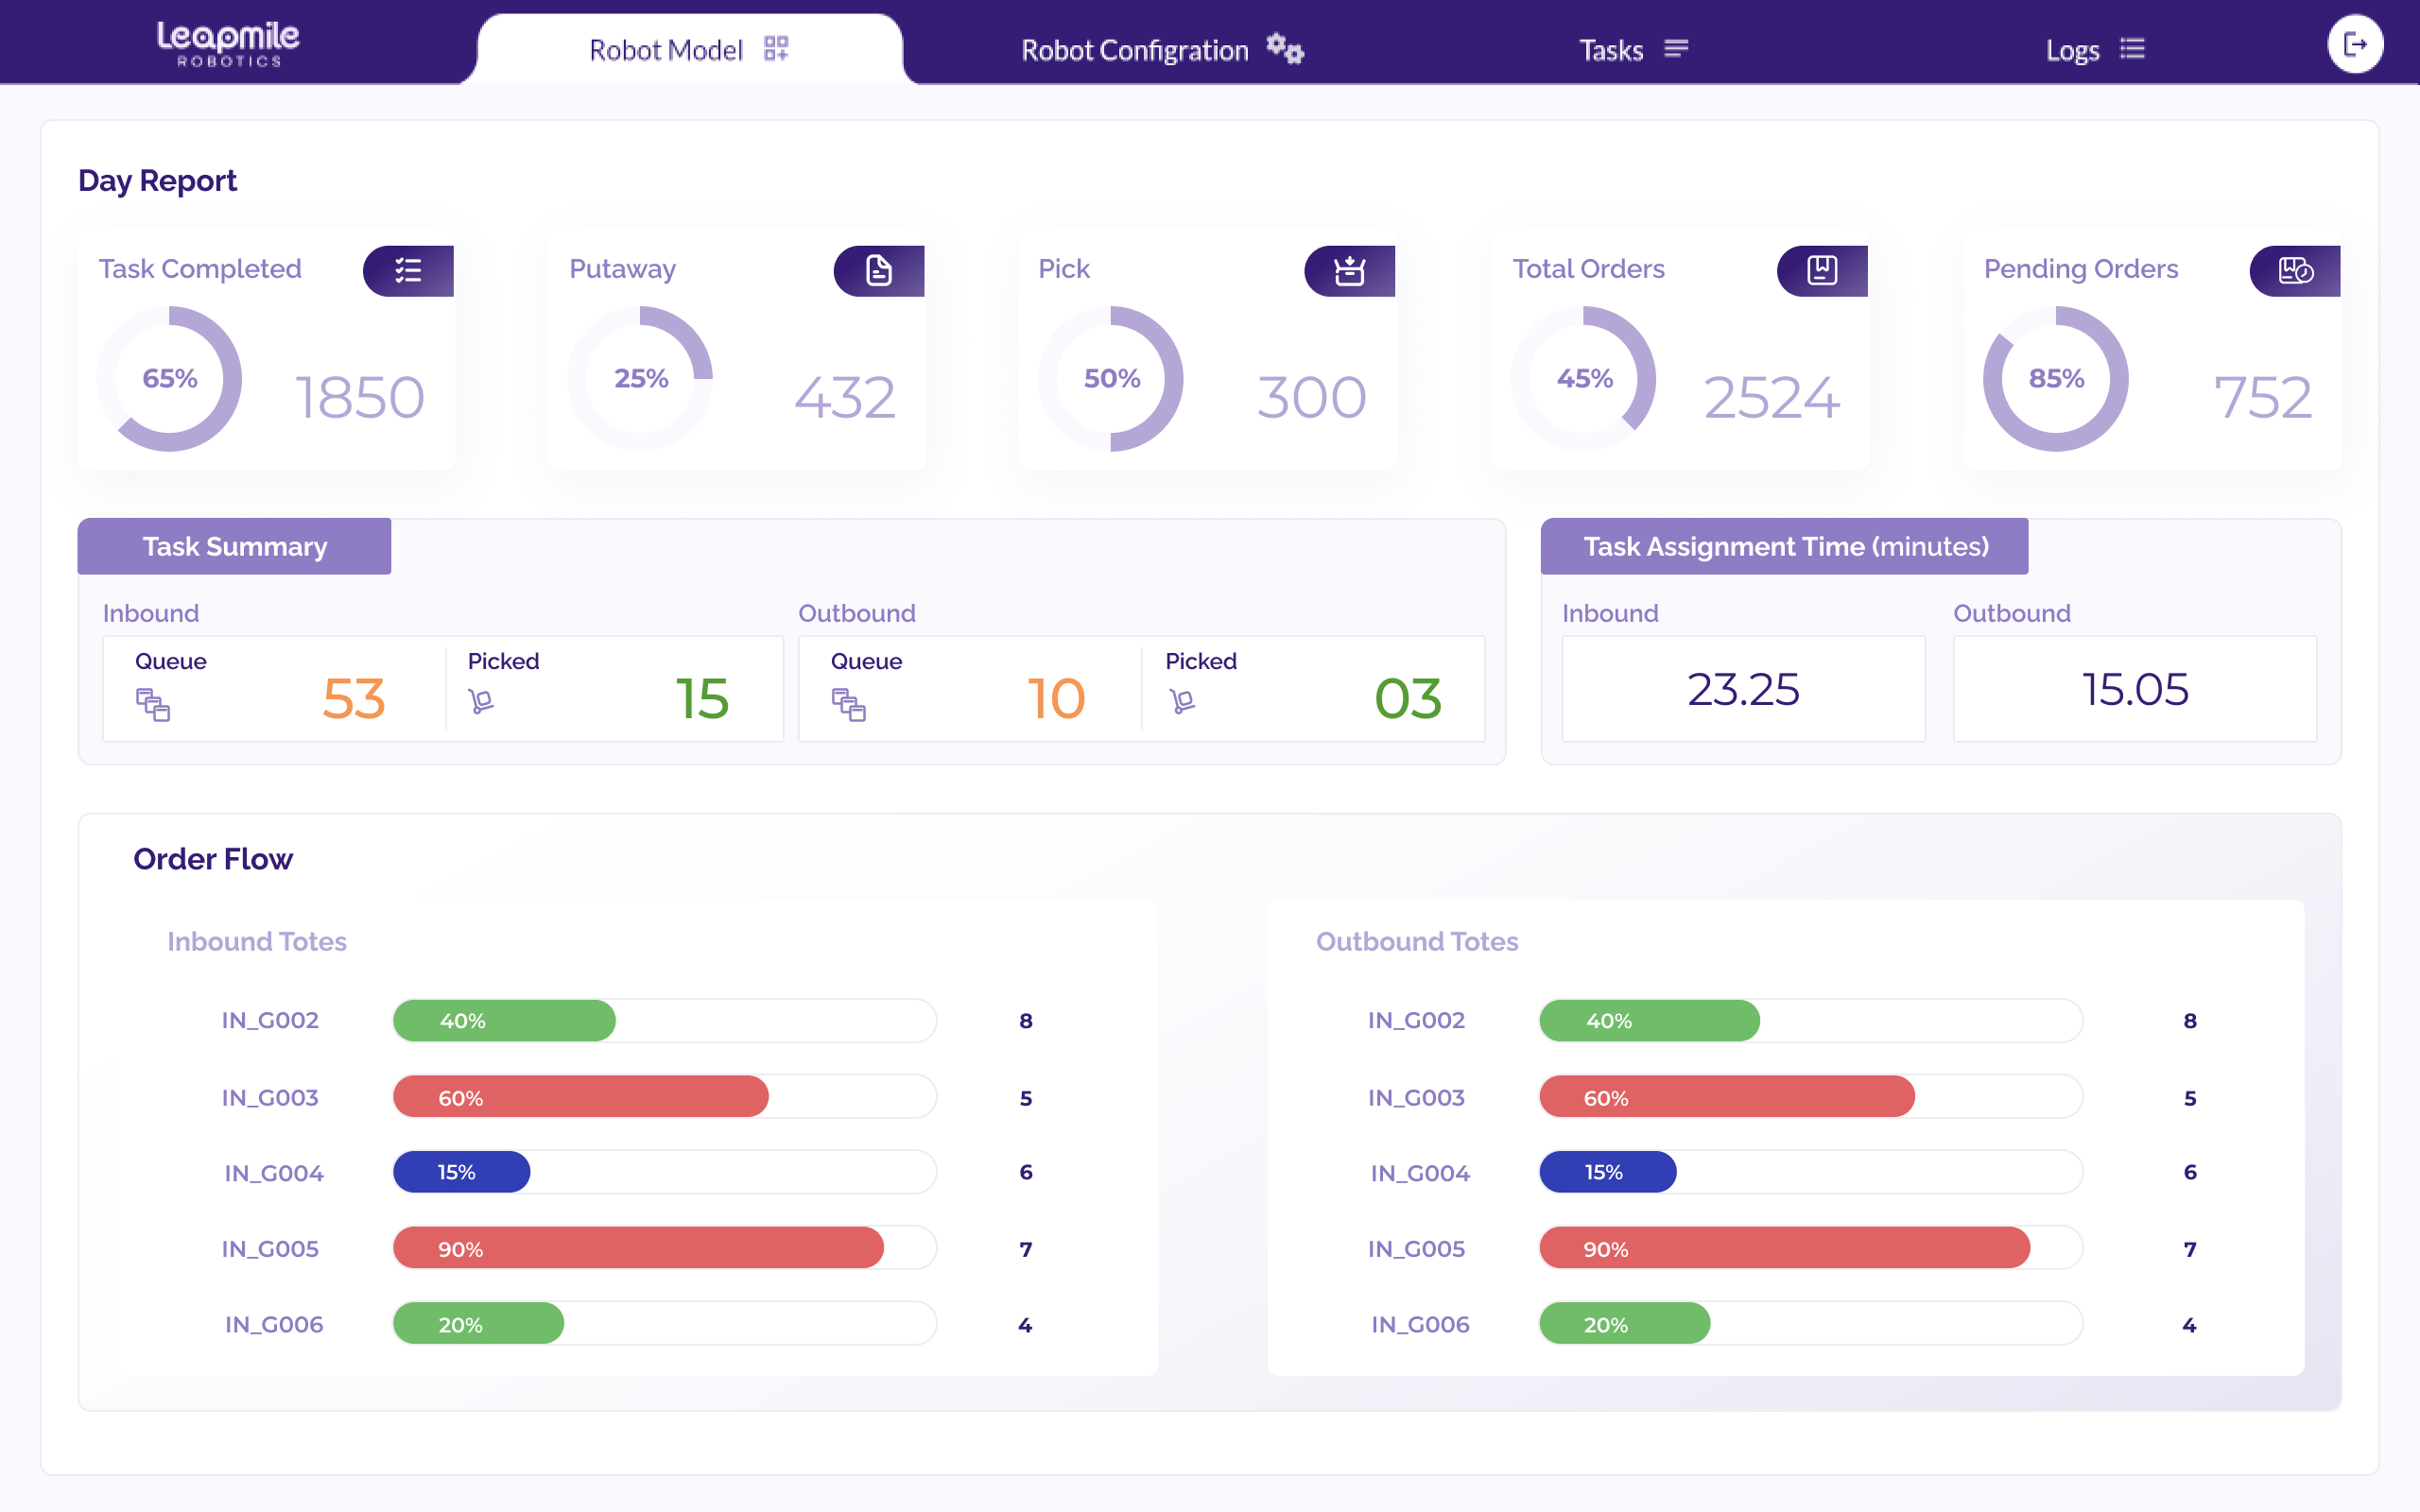 Leapmile
ROBOTICS
Robot Model
Robot Configration
Tasks
Logs
Day Report
Task Completed
65%
1850
Putaway
25%
432
Pick
50%
300
Total Orders
45%
2524
Pending Orders
85%
752
Task Summary
Inbound
Queue
53
Picked
15
Outbound
Queue
10
Picked
03
Task Assignment Time (minutes)
Inbound
23.25
Outbound
15.05
Order Flow
Inbound Totes
IN_G002 40% 8
IN_G003 60% 5
IN_G004 15% 6
IN_G005 90% 7
IN_G006 20% 4
Outbound Totes
IN_G002 40% 8
IN_G003 60% 5
IN_G004 15% 6
IN_G005 90% 7
IN_G006 20% 4